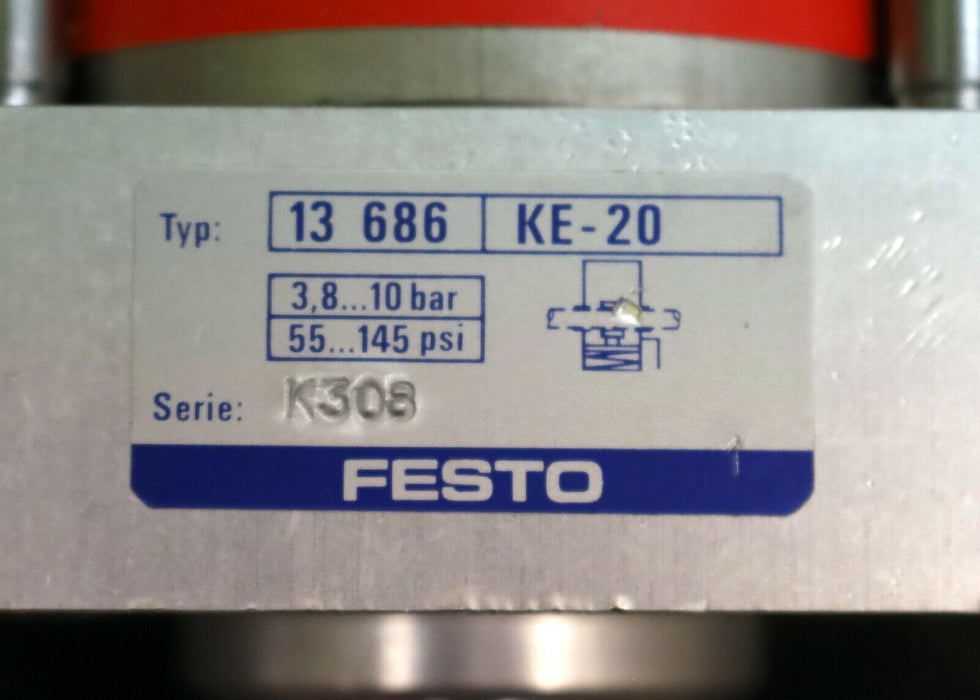 Typ: 13 686 KE-20
3,8...10 bar
55...145 psi
Serie: K308
FESTO